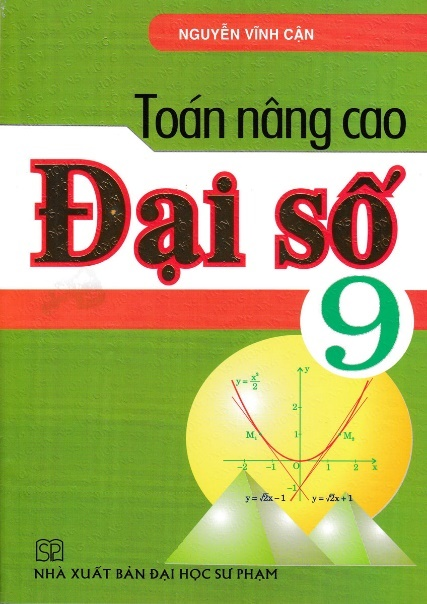 NGUYỄN VĨNH CẬN
Toán nâng cao
Đại số
9
y
y = x²/2
2
M₁ 1 M₂
-2 -1 O 1 2 x
-1
y = √2x-1 y = √2x+1
SP
NHÀ XUẤT BẢN ĐẠI HỌC SƯ PHẠM